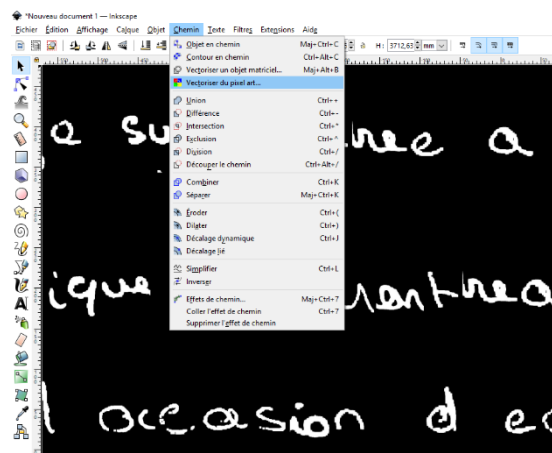 *Nouveau document 1 — Inkscape
Fichier Édition Affichage Calque Objet Chemin Texte Filtres Extensions Aide
H: 3712,63 mm
Objet en chemin Maj+Ctrl+C
Contour en chemin Ctrl+Alt+C
Vectoriser un objet matriciel... Maj+Alt+B
Vectoriser du pixel art...
Union Ctrl++
Différence Ctrl+-
Intersection Ctrl+*
Exclusion Ctrl+^
Division Ctrl+/
Découper le chemin Ctrl+Alt+/
Combiner Ctrl+K
Séparer Maj+Ctrl+K
Éroder Ctrl+(
Dilater Ctrl+)
Décalage dynamique Ctrl+J
Décalage lié
Simplifier Ctrl+L
Inverser
Effets de chemin... Maj+Ctrl+7
Coller l'effet de chemin Ctrl+7
Supprimer l'effet de chemin
a
ique
occasion d